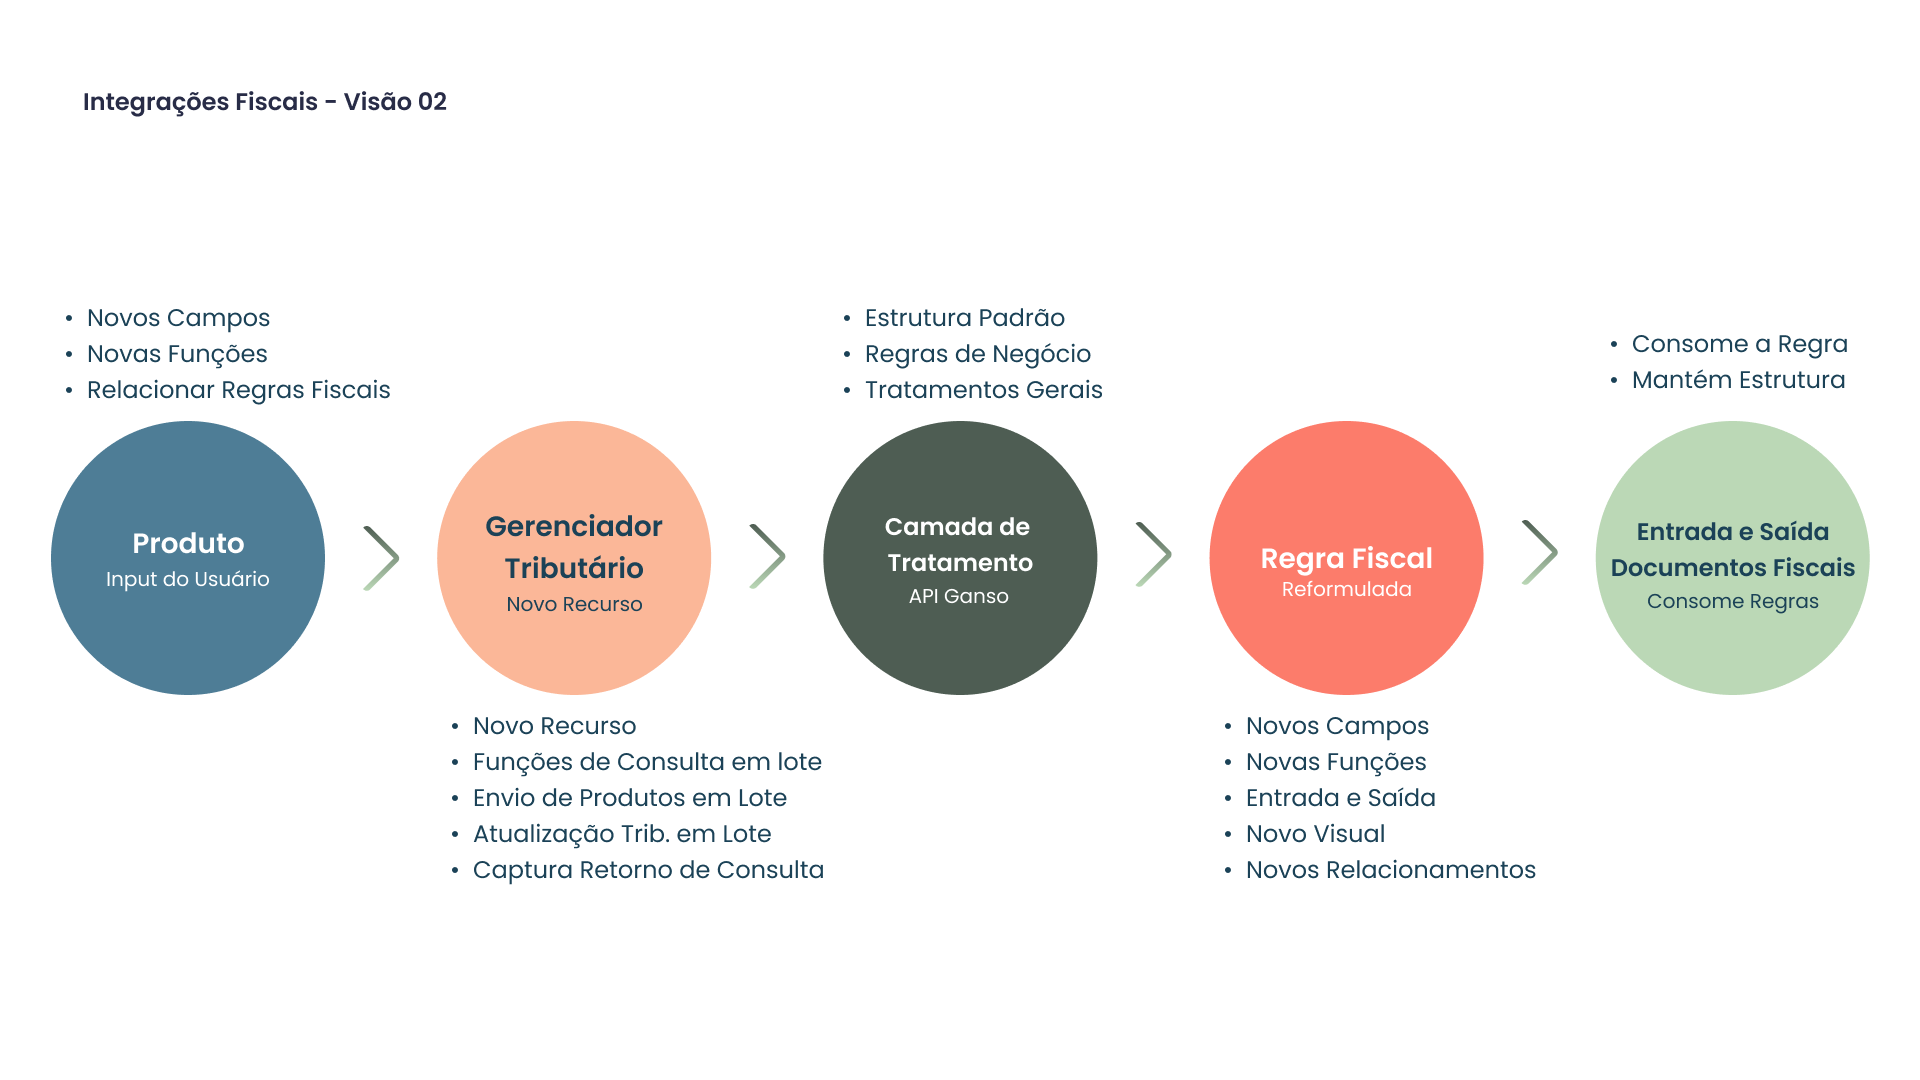 Integrações Fiscais - Visão 02
• Novos Campos
• Novas Funções
• Relacionar Regras Fiscais
Produto
Input do Usuário
Gerenciador
Tributário
Novo Recurso
• Novo Recurso
• Funções de Consulta em lote
• Envio de Produtos em Lote
• Atualização Trib. em Lote
• Captura Retorno de Consulta
• Estrutura Padrão
• Regras de Negócio
• Tratamentos Gerais
Camada de
Tratamento
API Ganso
Regra Fiscal
Reformulada
• Novos Campos
• Novas Funções
• Entrada e Saída
• Novo Visual
• Novos Relacionamentos
• Consome a Regra
• Mantém Estrutura
Entrada e Saída
Documentos Fiscais
Consome Regras